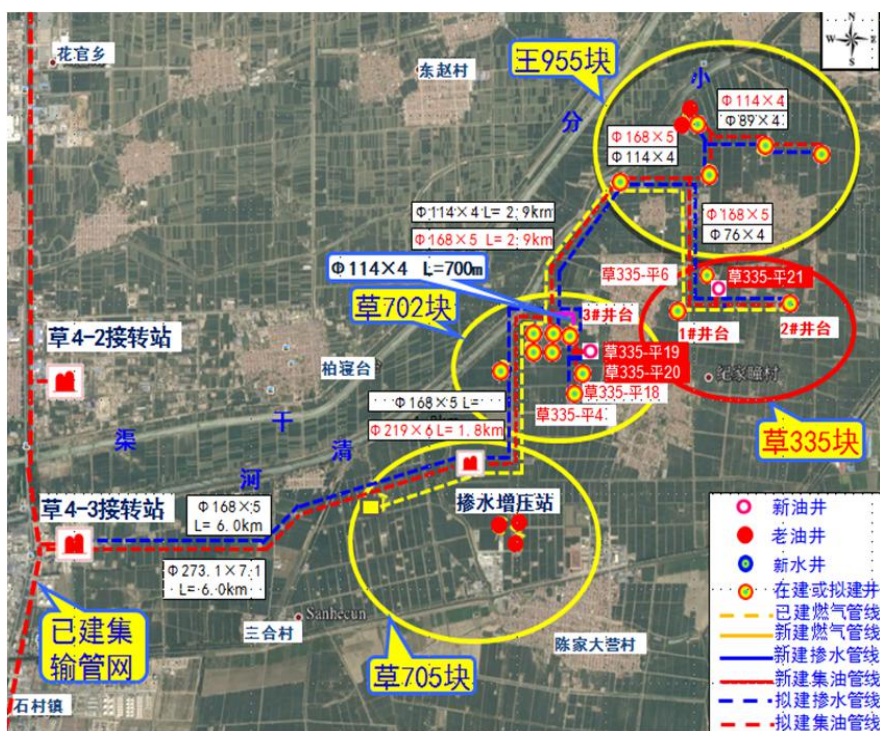 N
W
E
S
花官乡
东赵村
王955块
小
分
Φ114×4
Φ89×4
Φ168×5
Φ114×4
Φ114×4 L=2.9km
Φ168×5 L=2.9km
Φ168×5
Φ76×4
Φ114×4 L=700m
草335-平6
草335-平21
草702块
3#井台
1#井台
2#井台
草4-2接转站
柏寝台
草335-平19
草335-平20
草335-平18
草335-平4
纪家疃村
Φ168×5 L=
Φ219×6 L=1.8km
草335块
渠
干
清
河
草4-3接转站
Φ168×5
L= 6.0km
掺水增压站
Φ273.1×7.1
L=6.0km
Sanhecun
三合村
已建集
输管网
陈家大营村
草705块
石村镇
新油井
老油井
新水井
在建或拟建井
已建燃气管线
新建燃气管线
新建掺水管线
新建集油管线
拟建掺水管线
拟建集油管线